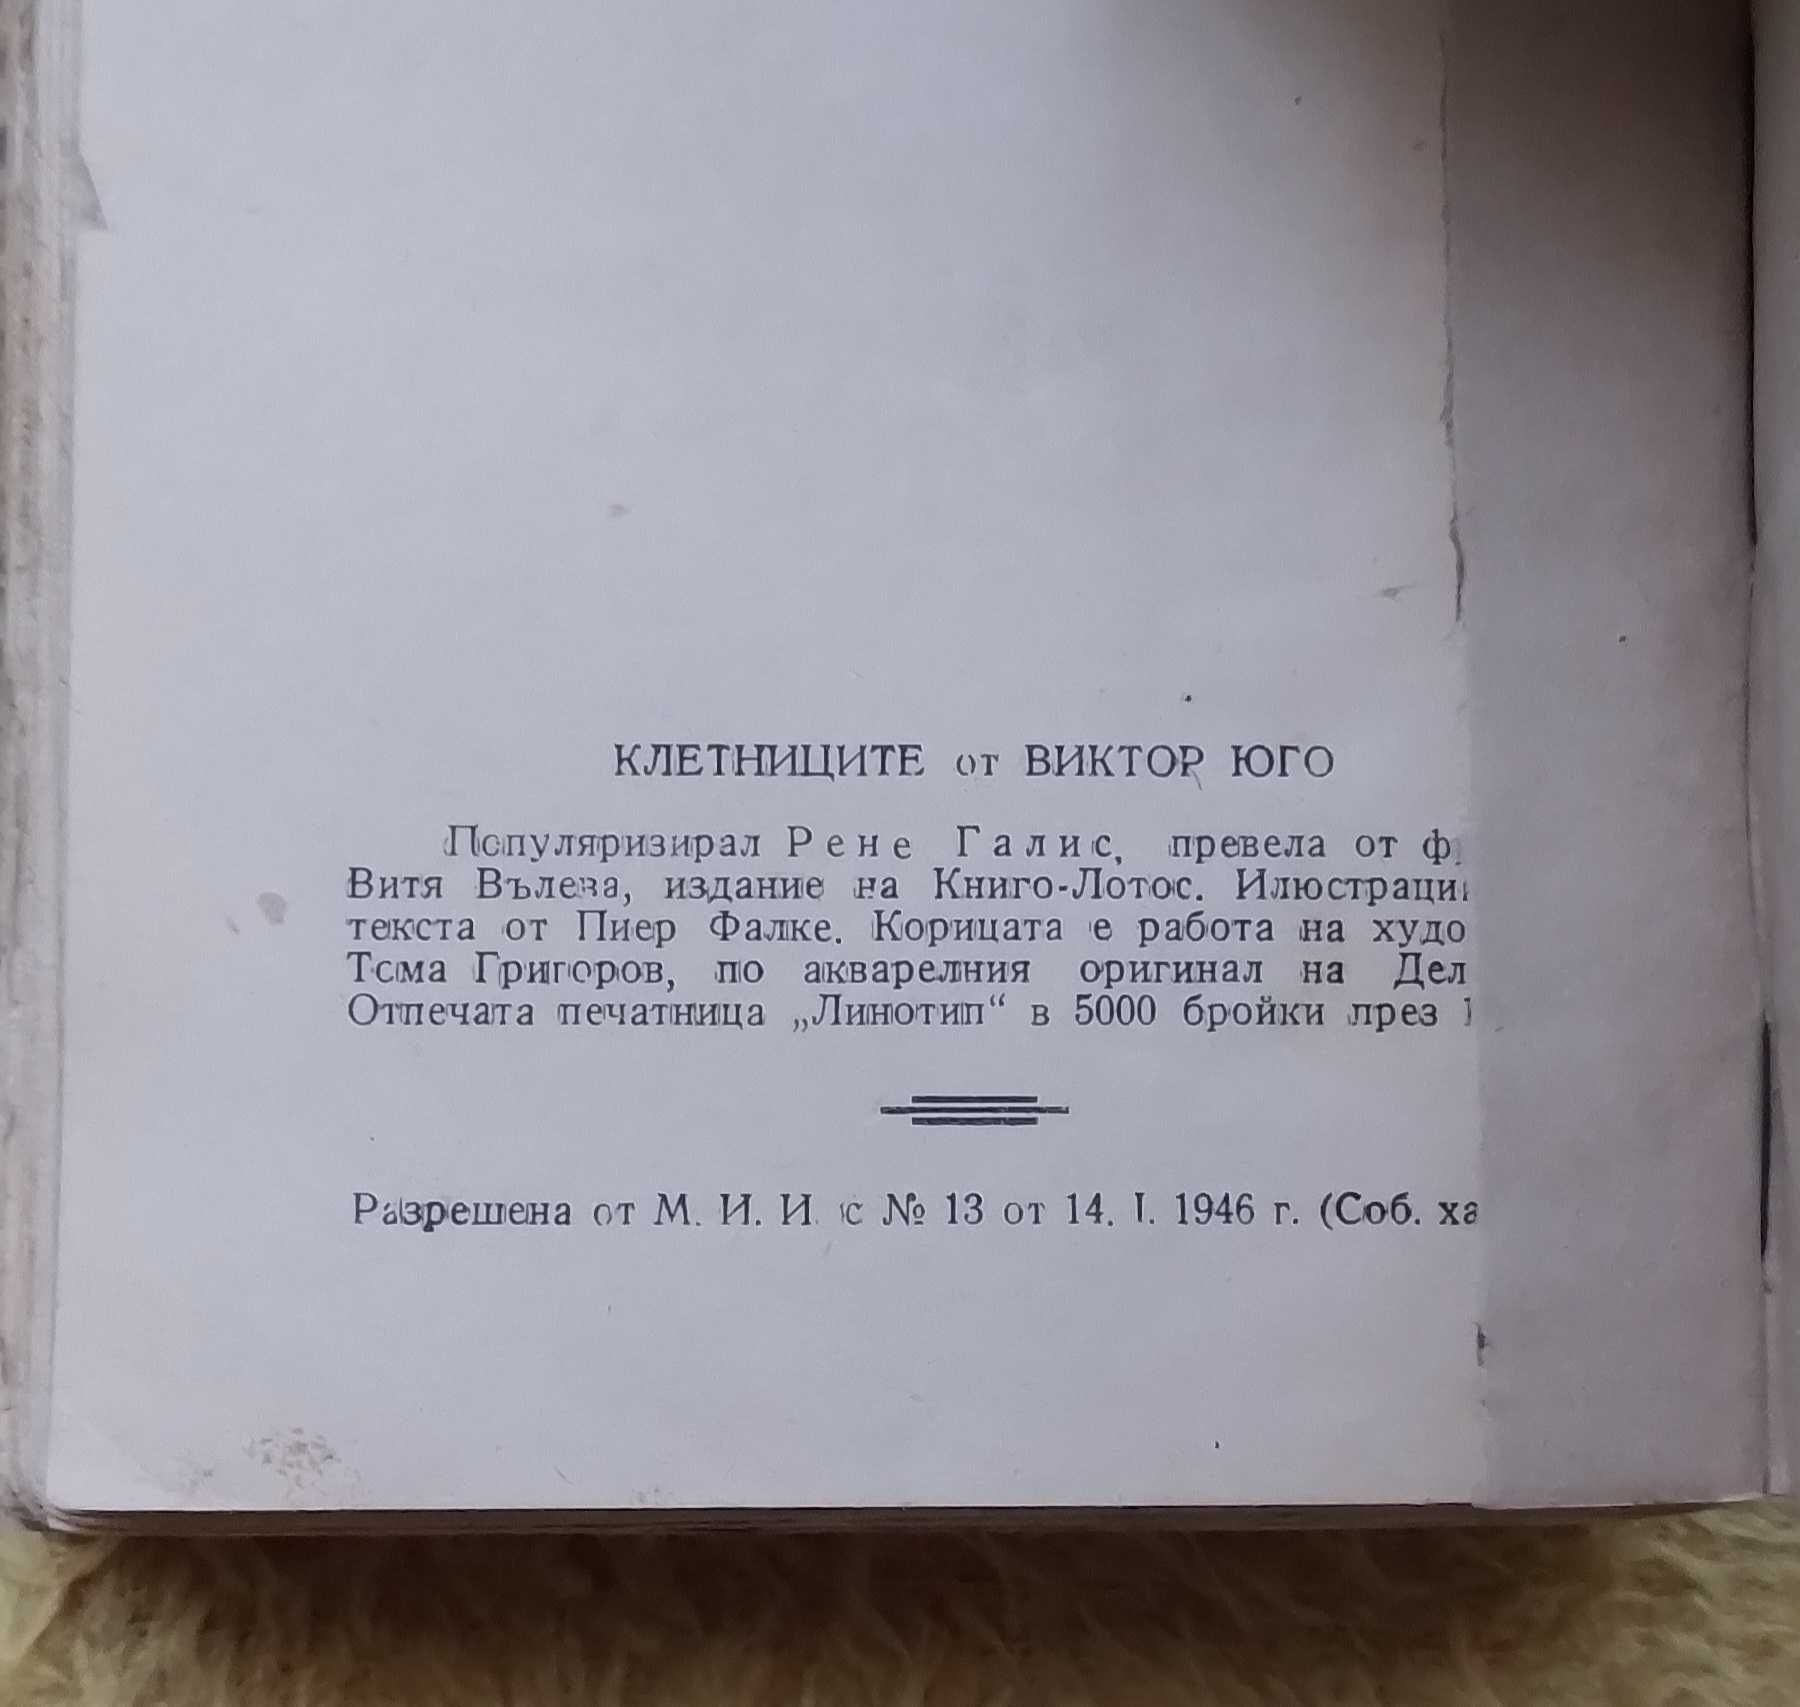 КЛЕТНИЦИТЕ от ВИКТОР ЮГО
Популяризирал Рене Галис, превела от ф
Витя Вълева, издание на Книго-Лотос. Илюстраци
текста от Пиер Фалке. Корицата е работа на худо
Тома Григоров, по акварелния оригинал на Дел
Отпечата печатница „Линотип“ в 5000 бройки през 1
Разрешена от М. И. И. с № 13 от 14. I. 1946 г. (Соб. ха